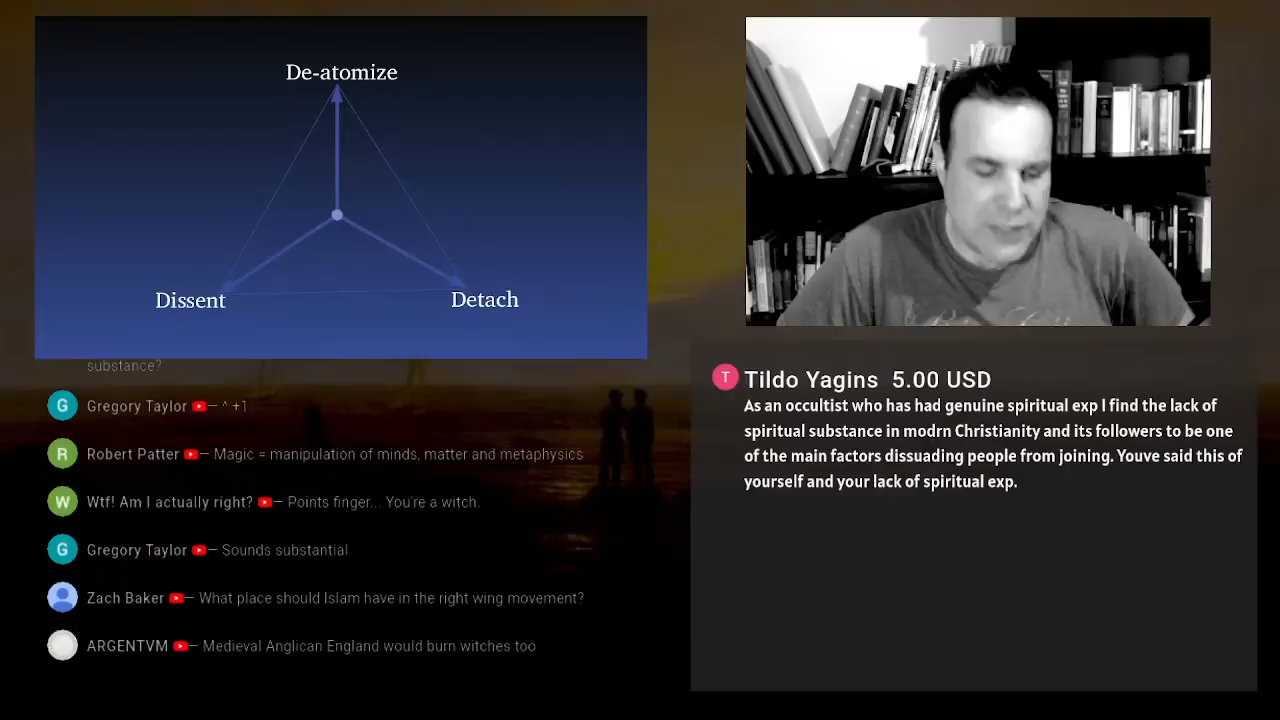 De-atomize
Dissent
Detach
substance?
G Gregory Taylor — ^ +1
R Robert Patter — Magic = manipulation of minds, matter and metaphysics
W Wtf! Am I actually right? — Points finger... You're a witch.
G Gregory Taylor — Sounds substantial
Zach Baker — What place should Islam have in the right wing movement?
ARGENTVM — Medieval Anglican England would burn witches too
T Tildo Yagins 5.00 USD
As an occultist who has had genuine spiritual exp I find the lack of
spiritual substance in modrn Christianity and its followers to be one
of the main factors dissuading people from joining. Youve said this of
yourself and your lack of spiritual exp.